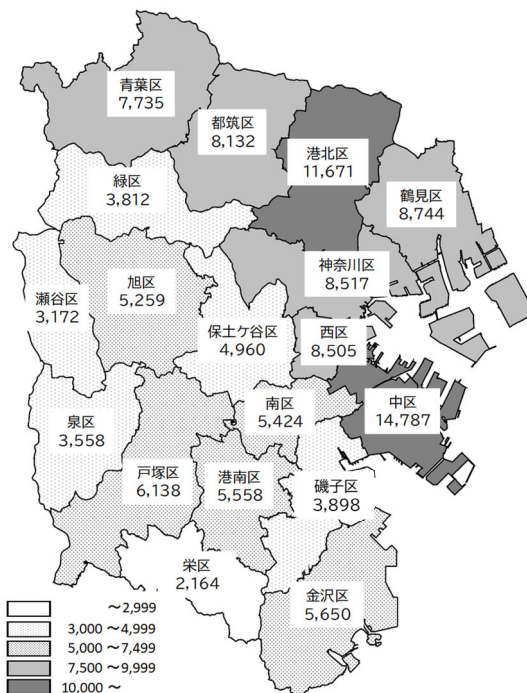 青葉区
7,735
都筑区
8,132
港北区
11,671
鶴見区
8,744
緑区
3,812
神奈川区
8,517
旭区
5,259
瀬谷区
3,172
保土ケ谷区
4,960
西区
8,505
中区
14,787
南区
5,424
泉区
3,558
戸塚区
6,138
港南区
5,558
磯子区
3,898
栄区
2,164
金沢区
5,650
～2,999
3,000 ～4,999
5,000 ～7,499
7,500 ～9,999
10,000 ～